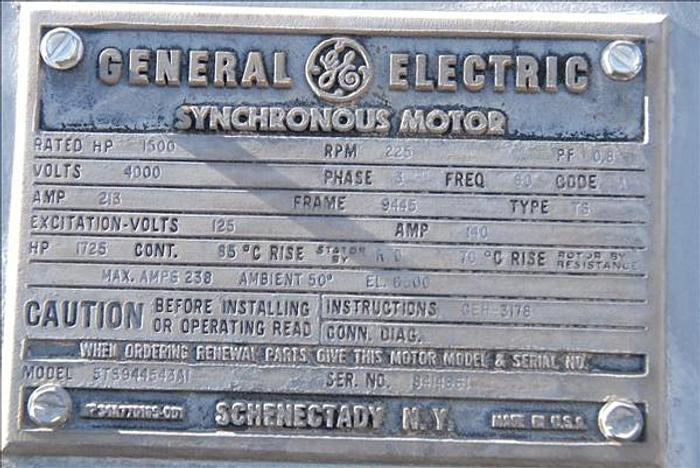 GENERAL GE ELECTRIC
SYNCHRONOUS MOTOR
RATED HP 1500 RPM 225 PF 0.8
VOLTS 4000 PHASE 3 FREQ 60 CODE
AMP 213 FRAME 9445 TYPE TS
EXCITATION-VOLTS 125 AMP 140
HP 1725 CONT. 85 °C RISE STATOR BY 70 °C RISE ROTOR BY RESISTANCE
MAX. AMPS 238 AMBIENT 50° EL.
CAUTION BEFORE INSTALLING OR OPERATING READ
INSTRUCTIONS GEH-3178
CONN. DIAG.
WHEN ORDERING RENEWAL PARTS, GIVE THIS MOTOR MODEL & SERIAL NO.
MODEL SER. NO.
SCHENECTADY N.Y. MADE IN U.S.A.